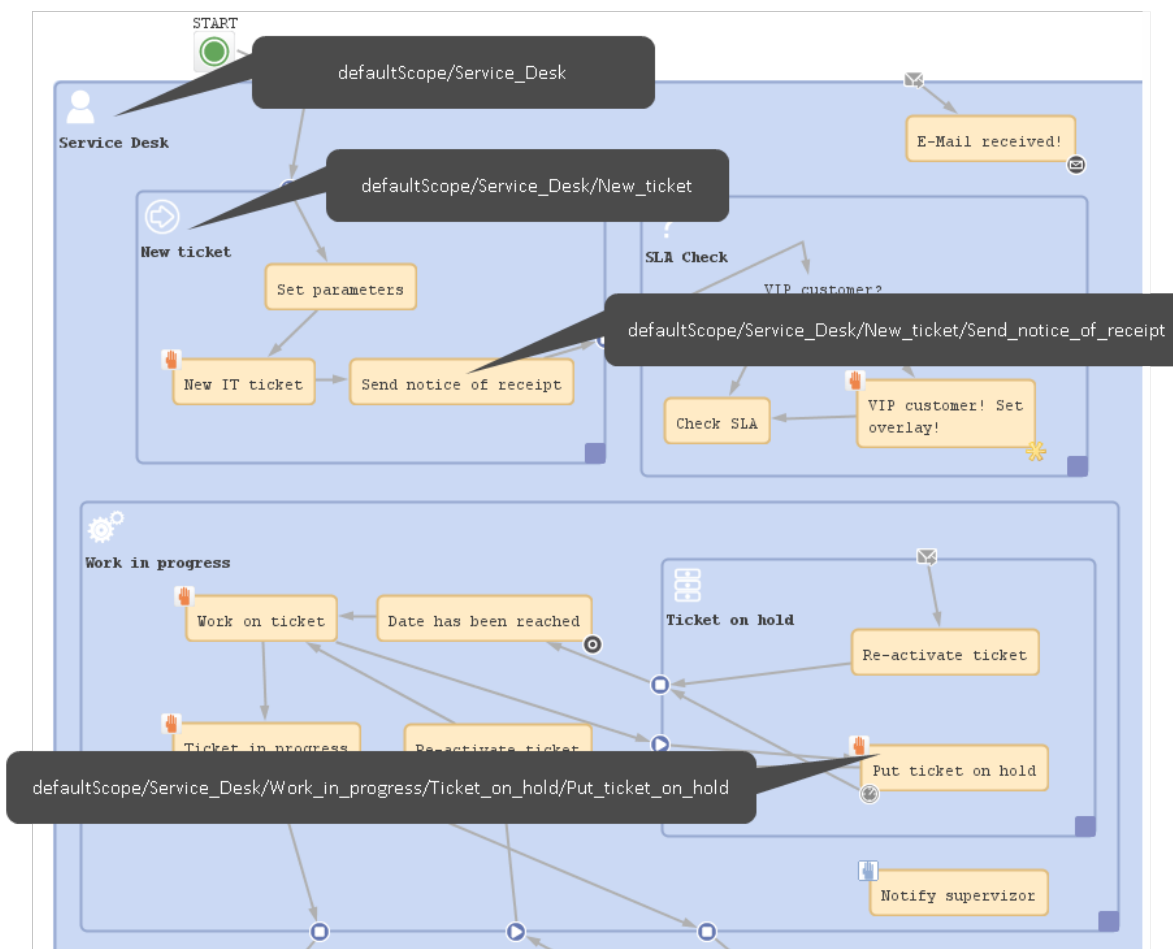 START
defaultScope/Service_Desk
Service Desk
E-Mail received!
defaultScope/Service_Desk/New_ticket
New ticket
SLA Check
Set parameters
VIP customer?
defaultScope/Service_Desk/New_ticket/Send_notice_of_receipt
New IT ticket
Send notice of receipt
Check SLA
VIP customer! Set
overlay!
Work in progress
Work on ticket
Date has been reached
Ticket on hold
Re-activate ticket
Ticket in progress
Re-activate ticket
Put ticket on hold
defaultScope/Service_Desk/Work_in_progress/Ticket_on_hold/Put_ticket_on_hold
Notify supervizor